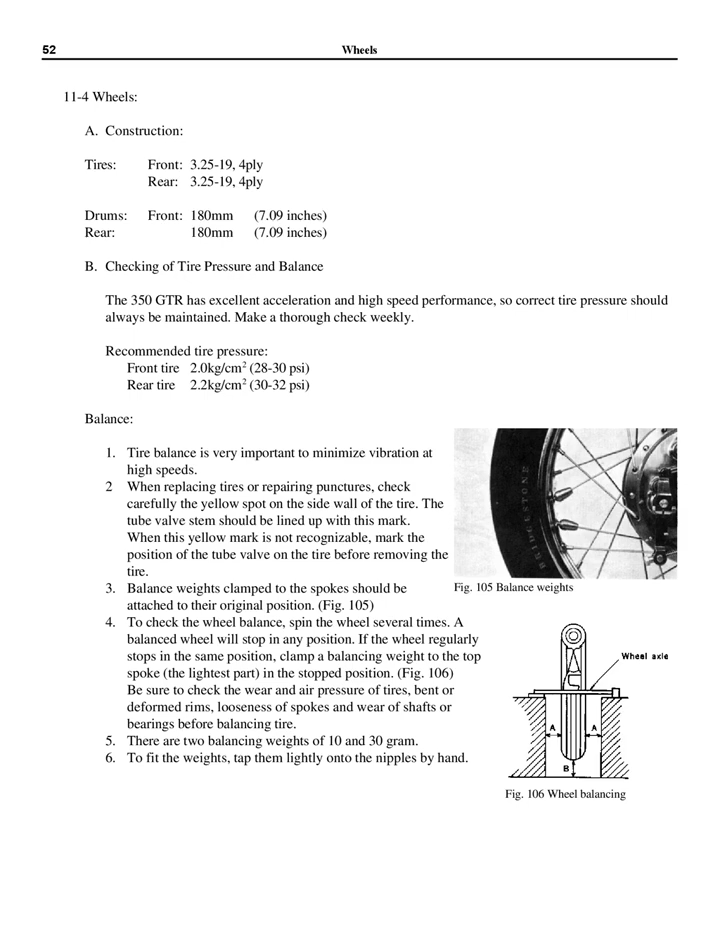 52
Wheels
11-4 Wheels:
A. Construction:
Tires: Front: 3.25-19, 4ply
Rear: 3.25-19, 4ply
Drums: Front: 180mm (7.09 inches)
Rear: 180mm (7.09 inches)
B. Checking of Tire Pressure and Balance
The 350 GTR has excellent acceleration and high speed performance, so correct tire pressure should
always be maintained. Make a thorough check weekly.
Recommended tire pressure:
Front tire 2.0kg/cm² (28-30 psi)
Rear tire 2.2kg/cm² (30-32 psi)
Balance:
1. Tire balance is very important to minimize vibration at
high speeds.
2 When replacing tires or repairing punctures, check
carefully the yellow spot on the side wall of the tire. The
tube valve stem should be lined up with this mark.
When this yellow mark is not recognizable, mark the
position of the tube valve on the tire before removing the
tire.
3. Balance weights clamped to the spokes should be
attached to their original position. (Fig. 105)
4. To check the wheel balance, spin the wheel several times. A
balanced wheel will stop in any position. If the wheel regularly
stops in the same position, clamp a balancing weight to the top
spoke (the lightest part) in the stopped position. (Fig. 106)
Be sure to check the wear and air pressure of tires, bent or
deformed rims, looseness of spokes and wear of shafts or
bearings before balancing tire.
5. There are two balancing weights of 10 and 30 gram.
6. To fit the weights, tap them lightly onto the nipples by hand.
BRIDGESTONE
Fig. 105 Balance weights
Wheel axle
A A
B
Fig. 106 Wheel balancing